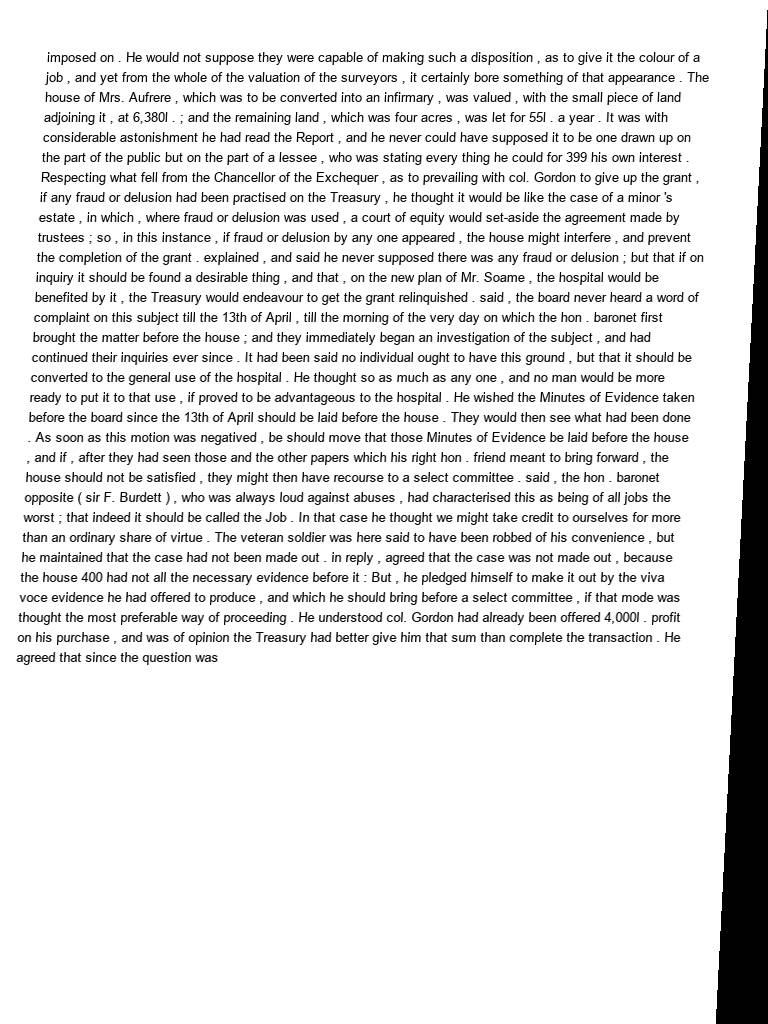 imposed on . He would not suppose they were capable of making such a disposition , as to give it the colour of a
job , and yet from the whole of the valuation of the surveyors , it certainly bore something of that appearance . The
house of Mrs. Aufrere , which was to be converted into an infirmary , was valued , with the small piece of land
adjoining it , at 6,380l . ; and the remaining land , which was four acres , was let for 55l . a year . It was with
considerable astonishment he had read the Report , and he never could have supposed it to be one drawn up on
the part of the public but on the part of a lessee , who was stating every thing he could for 399 his own interest .
Respecting what fell from the Chancellor of the Exchequer , as to prevailing with col. Gordon to give up the grant ,
if any fraud or delusion had been practised on the Treasury , he thought it would be like the case of a minor 's
estate , in which , where fraud or delusion was used , a court of equity would set-aside the agreement made by
trustees ; so , in this instance , if fraud or delusion by any one appeared , the house might interfere , and prevent
the completion of the grant . explained , and said he never supposed there was any fraud or delusion ; but that if on
inquiry it should be found a desirable thing , and that , on the new plan of Mr. Soame , the hospital would be
benefited by it , the Treasury would endeavour to get the grant relinquished . said , the board never heard a word of
complaint on this subject till the 13th of April , till the morning of the very day on which the hon . baronet first
brought the matter before the house ; and they immediately began an investigation of the subject , and had
continued their inquiries ever since . It had been said no individual ought to have this ground , but that it should be
converted to the general use of the hospital . He thought so as much as any one , and no man would be more
ready to put it to that use , if proved to be advantageous to the hospital . He wished the Minutes of Evidence taken
before the board since the 13th of April should be laid before the house . They would then see what had been done
. As soon as this motion was negatived , be should move that those Minutes of Evidence be laid before the house
, and if , after they had seen those and the other papers which his right hon . friend meant to bring forward , the
house should not be satisfied , they might then have recourse to a select committee . said , the hon . baronet
opposite ( sir F. Burdett ) , who was always loud against abuses , had characterised this as being of all jobs the
worst ; that indeed it should be called the Job . In that case he thought we might take credit to ourselves for more
than an ordinary share of virtue . The veteran soldier was here said to have been robbed of his convenience , but
he maintained that the case had not been made out . in reply , agreed that the case was not made out , because
the house 400 had not all the necessary evidence before it : But , he pledged himself to make it out by the viva
voce evidence he had offered to produce , and which he should bring before a select committee , if that mode was
thought the most preferable way of proceeding . He understood col. Gordon had already been offered 4,000l . profit
on his purchase , and was of opinion the Treasury had better give him that sum than complete the transaction . He
agreed that since the question was